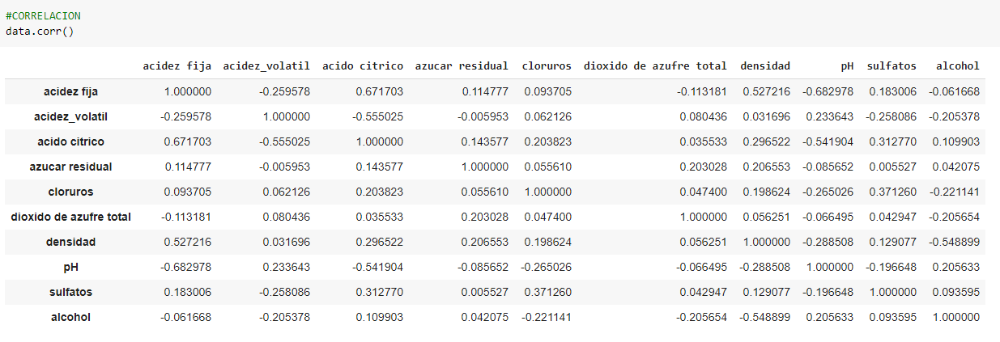 #CORRELACION
data.corr()
acidez fija acidez_volatil acido citrico azucar residual cloruros dioxido de azufre total densidad pH sulfatos alcohol
acidez fija 1.000000 -0.259578 0.671703 0.114777 0.093705 -0.113181 0.527216 -0.682978 0.183006 -0.061668
acidez_volatil -0.259578 1.000000 -0.555025 -0.005953 0.062126 0.080436 0.031696 0.233643 -0.258086 -0.205378
acido citrico 0.671703 -0.555025 1.000000 0.143577 0.203823 0.035533 0.296522 -0.541904 0.312770 0.109903
azucar residual 0.114777 -0.005953 0.143577 1.000000 0.055610 0.203028 0.206553 -0.085652 0.005527 0.042075
cloruros 0.093705 0.062126 0.203823 0.055610 1.000000 0.047400 0.198624 -0.265026 0.371260 -0.221141
dioxido de azufre total -0.113181 0.080436 0.035533 0.203028 0.047400 1.000000 0.056251 -0.066495 0.042947 -0.205654
densidad 0.527216 0.031696 0.296522 0.206553 0.198624 0.056251 1.000000 -0.288508 0.129077 -0.548899
pH -0.682978 0.233643 -0.541904 -0.085652 -0.265026 -0.066495 -0.288508 1.000000 -0.196648 0.205633
sulfatos 0.183006 -0.258086 0.312770 0.005527 0.371260 0.042947 0.129077 -0.196648 1.000000 0.093595
alcohol -0.061668 -0.205378 0.109903 0.042075 -0.221141 -0.205654 -0.548899 0.205633 0.093595 1.000000